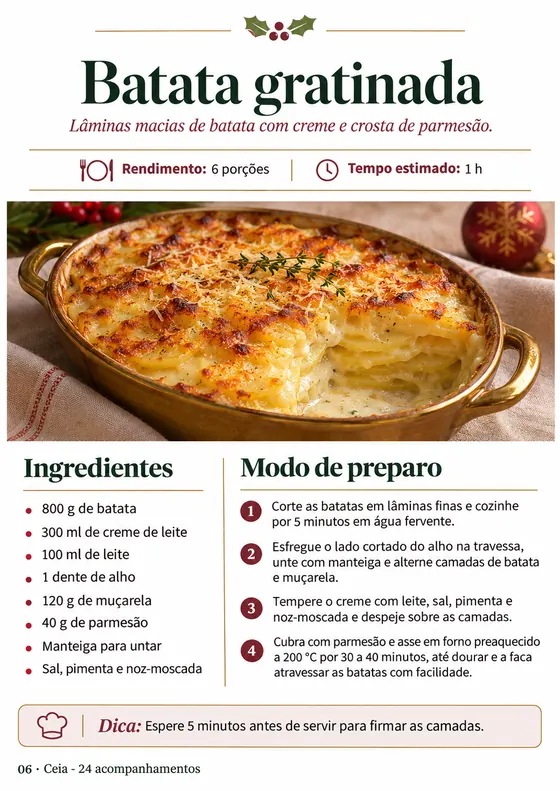 Batata gratinada
Lâminas macias de batata com creme e crosta de parmesão.
Rendimento: 6 porções
Tempo estimado: 1 h
Ingredientes
800 g de batata
300 ml de creme de leite
100 ml de leite
1 dente de alho
120 g de muçarela
40 g de parmesão
Manteiga para untar
Sal, pimenta e noz-moscada
Modo de preparo
1 Corte as batatas em lâminas finas e cozinhe
por 5 minutos em água fervente.
2 Esfregue o lado cortado do alho na travessa,
unte com manteiga e alterne camadas de batata
e muçarela.
3 Tempere o creme com leite, sal, pimenta e
noz-moscada e despeje sobre as camadas.
4 Cubra com parmesão e asse em forno preaquecido
a 200 °C por 30 a 40 minutos, até dourar e a faca
atravessar as batatas com facilidade.
Dica: Espere 5 minutos antes de servir para firmar as camadas.
06 · Ceia - 24 acompanhamentos